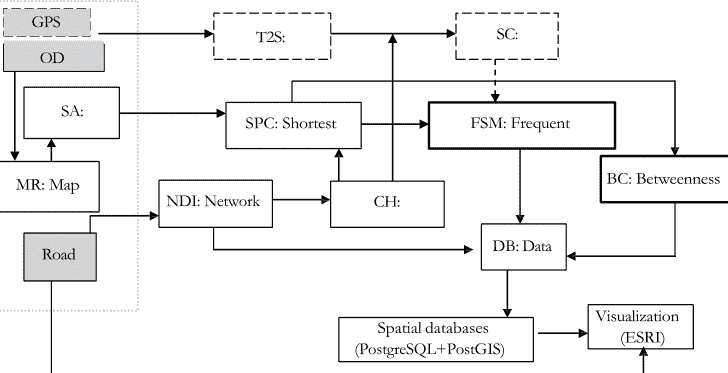 GPS
T2S:
SC:
OD
SA:
SPC: Shortest
FSM: Frequent
MR: Map
NDI: Network
CH:
BC: Betweenness
Road
DB: Data
Spatial databases
(PostgreSQL+PostGIS)
Visualization
(ESRI)